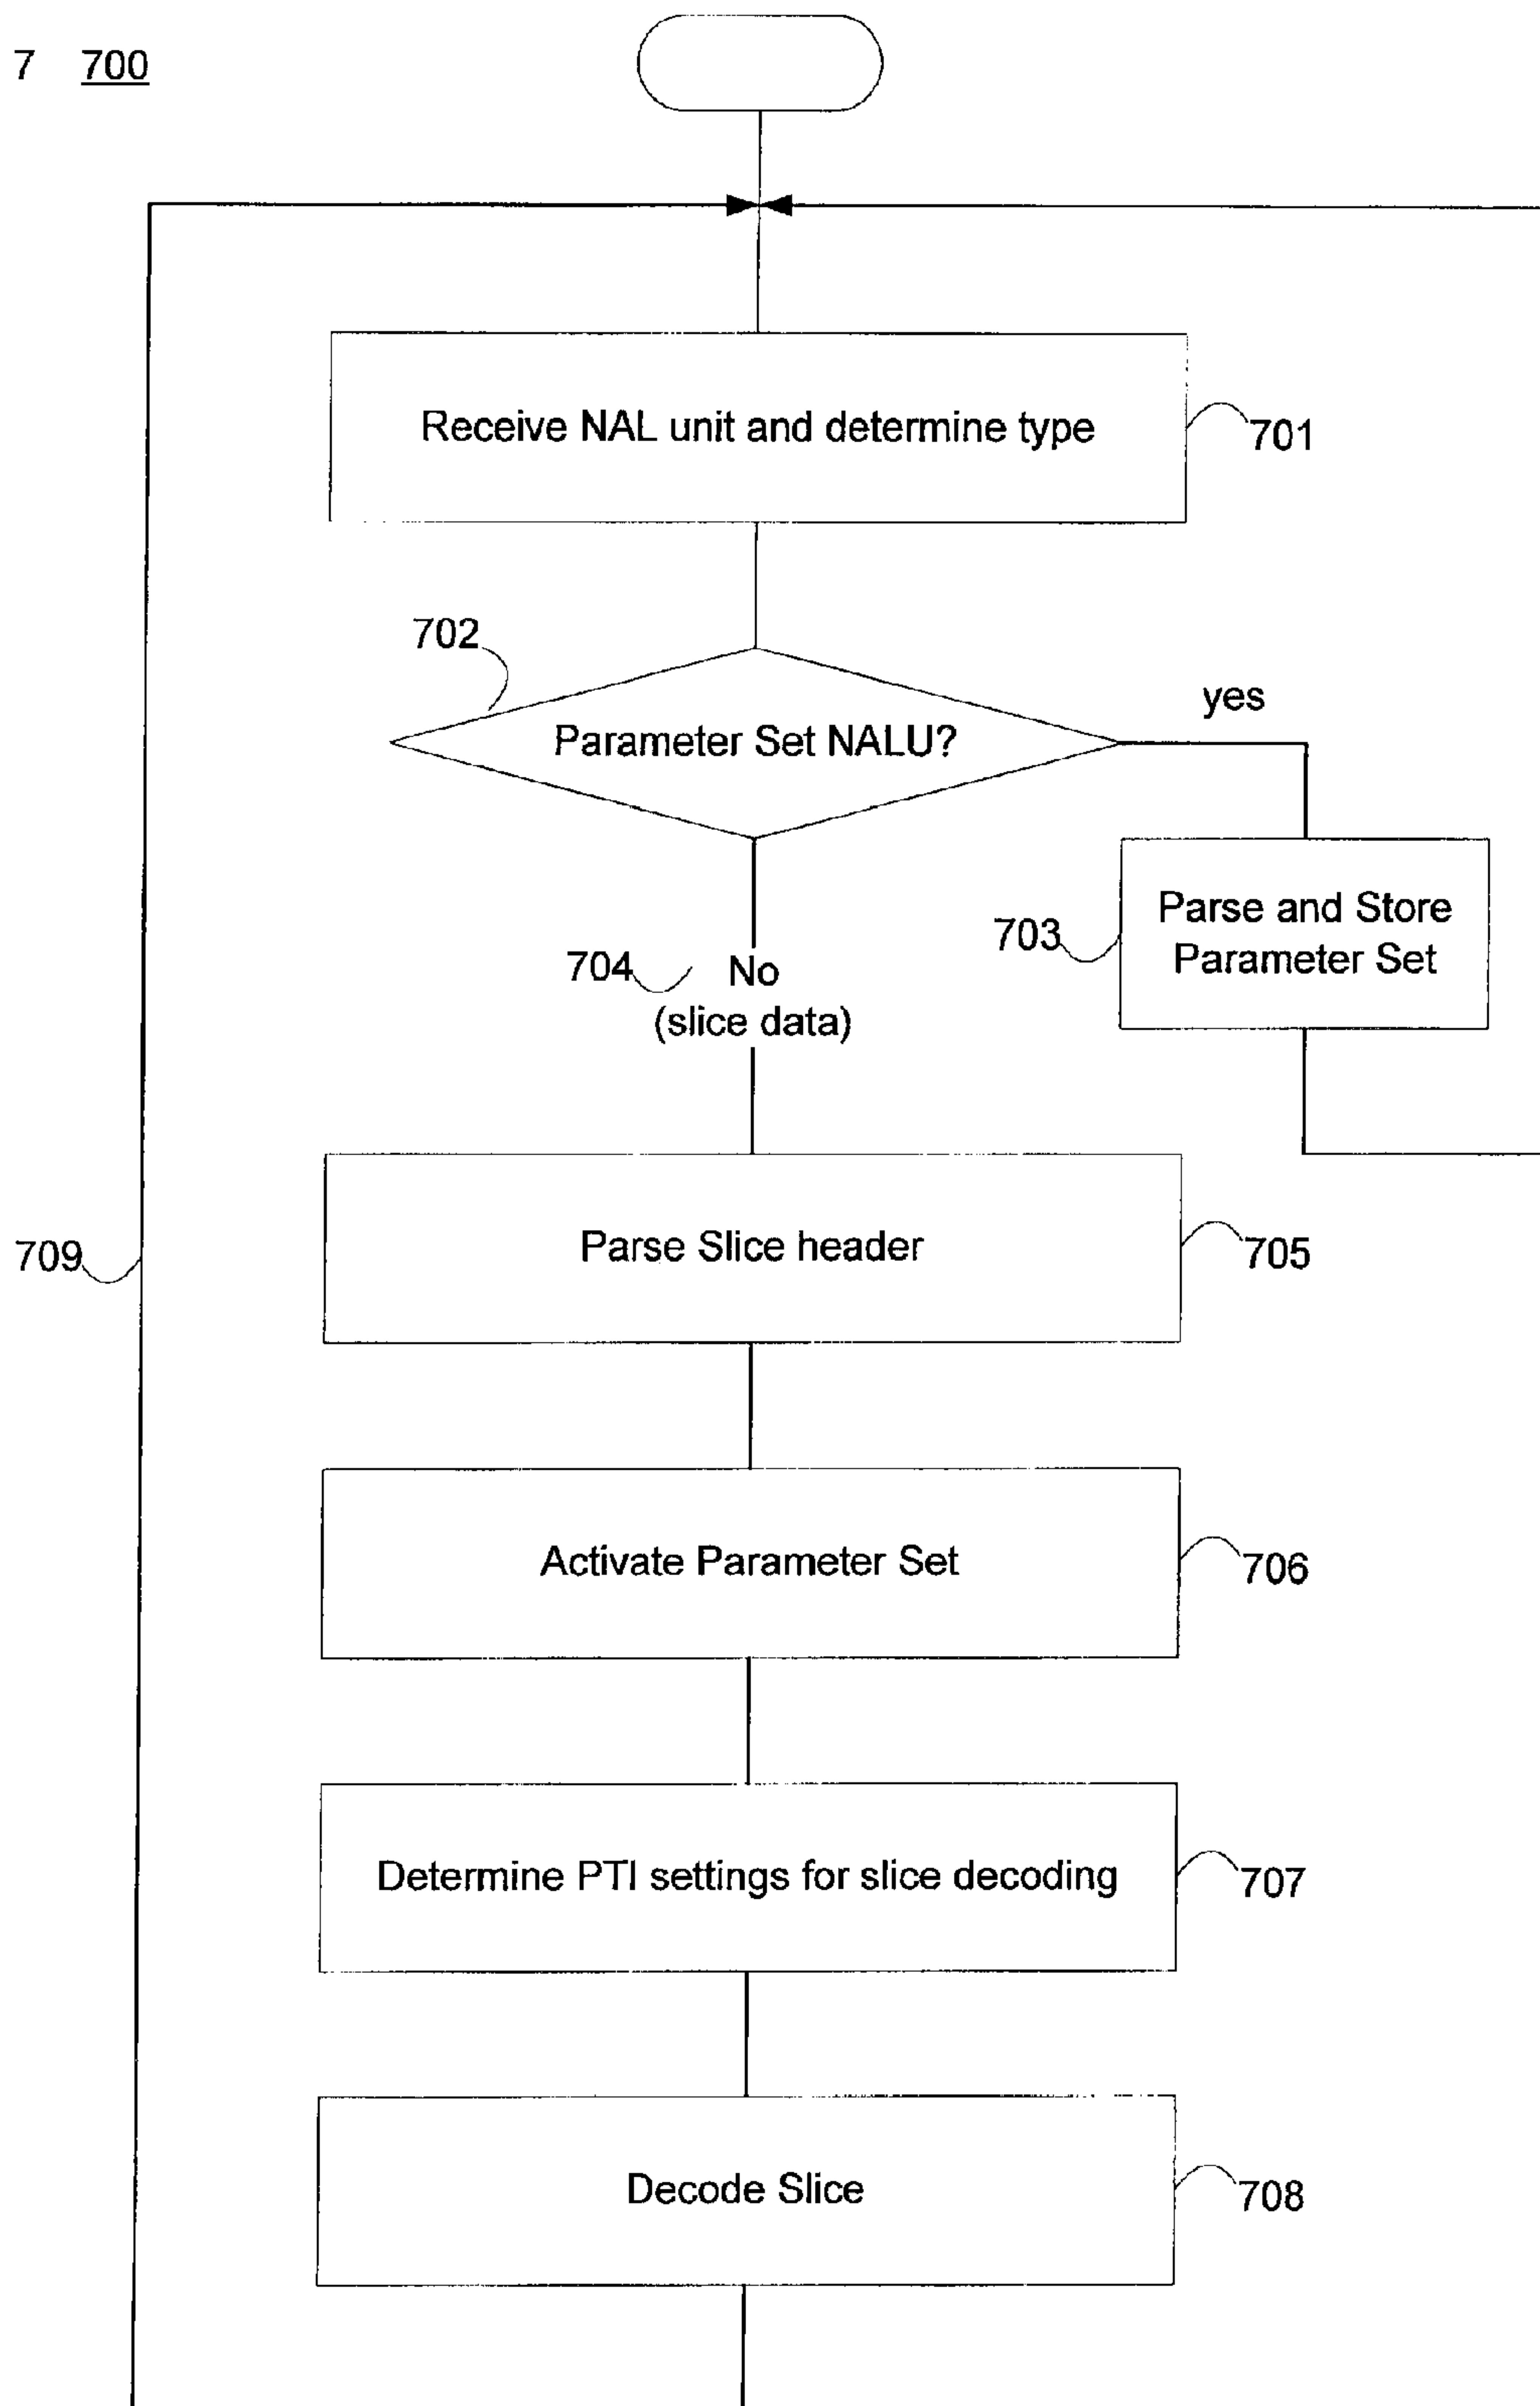 7 700
Receive NAL unit and determine type
701
702
Parameter Set NALU?
yes
703
Parse and Store
Parameter Set
704
No
(slice data)
Parse Slice header
705
709
Activate Parameter Set
706
Determine PTI settings for slice decoding
707
Decode Slice
708